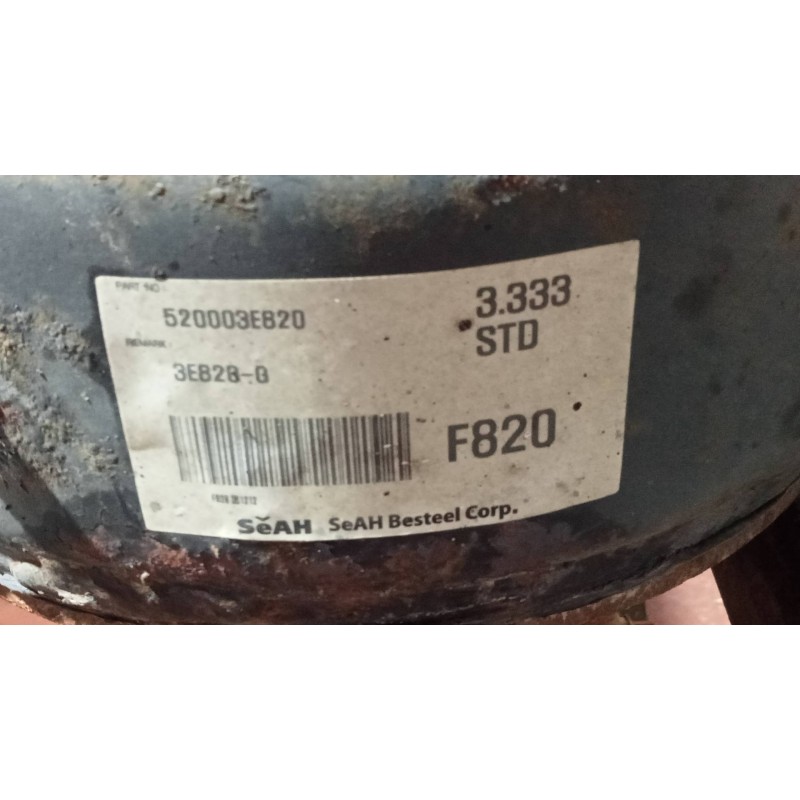 PART NO :
520003E820
3.333
STD
REMARK :
3E828-0
F820
SeAH SeAH Besteel Corp.